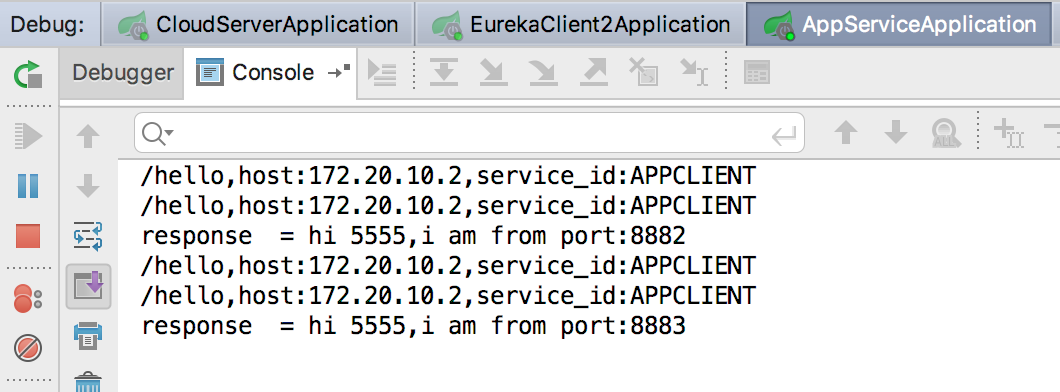 Debug: CloudServerApplication EurekaClient2Application AppServiceApplication
Debugger Console
ALL
/hello,host:172.20.10.2,service_id:APPCLIENT
/hello,host:172.20.10.2,service_id:APPCLIENT
response  = hi 5555,i am from port:8882
/hello,host:172.20.10.2,service_id:APPCLIENT
/hello,host:172.20.10.2,service_id:APPCLIENT
response  = hi 5555,i am from port:8883